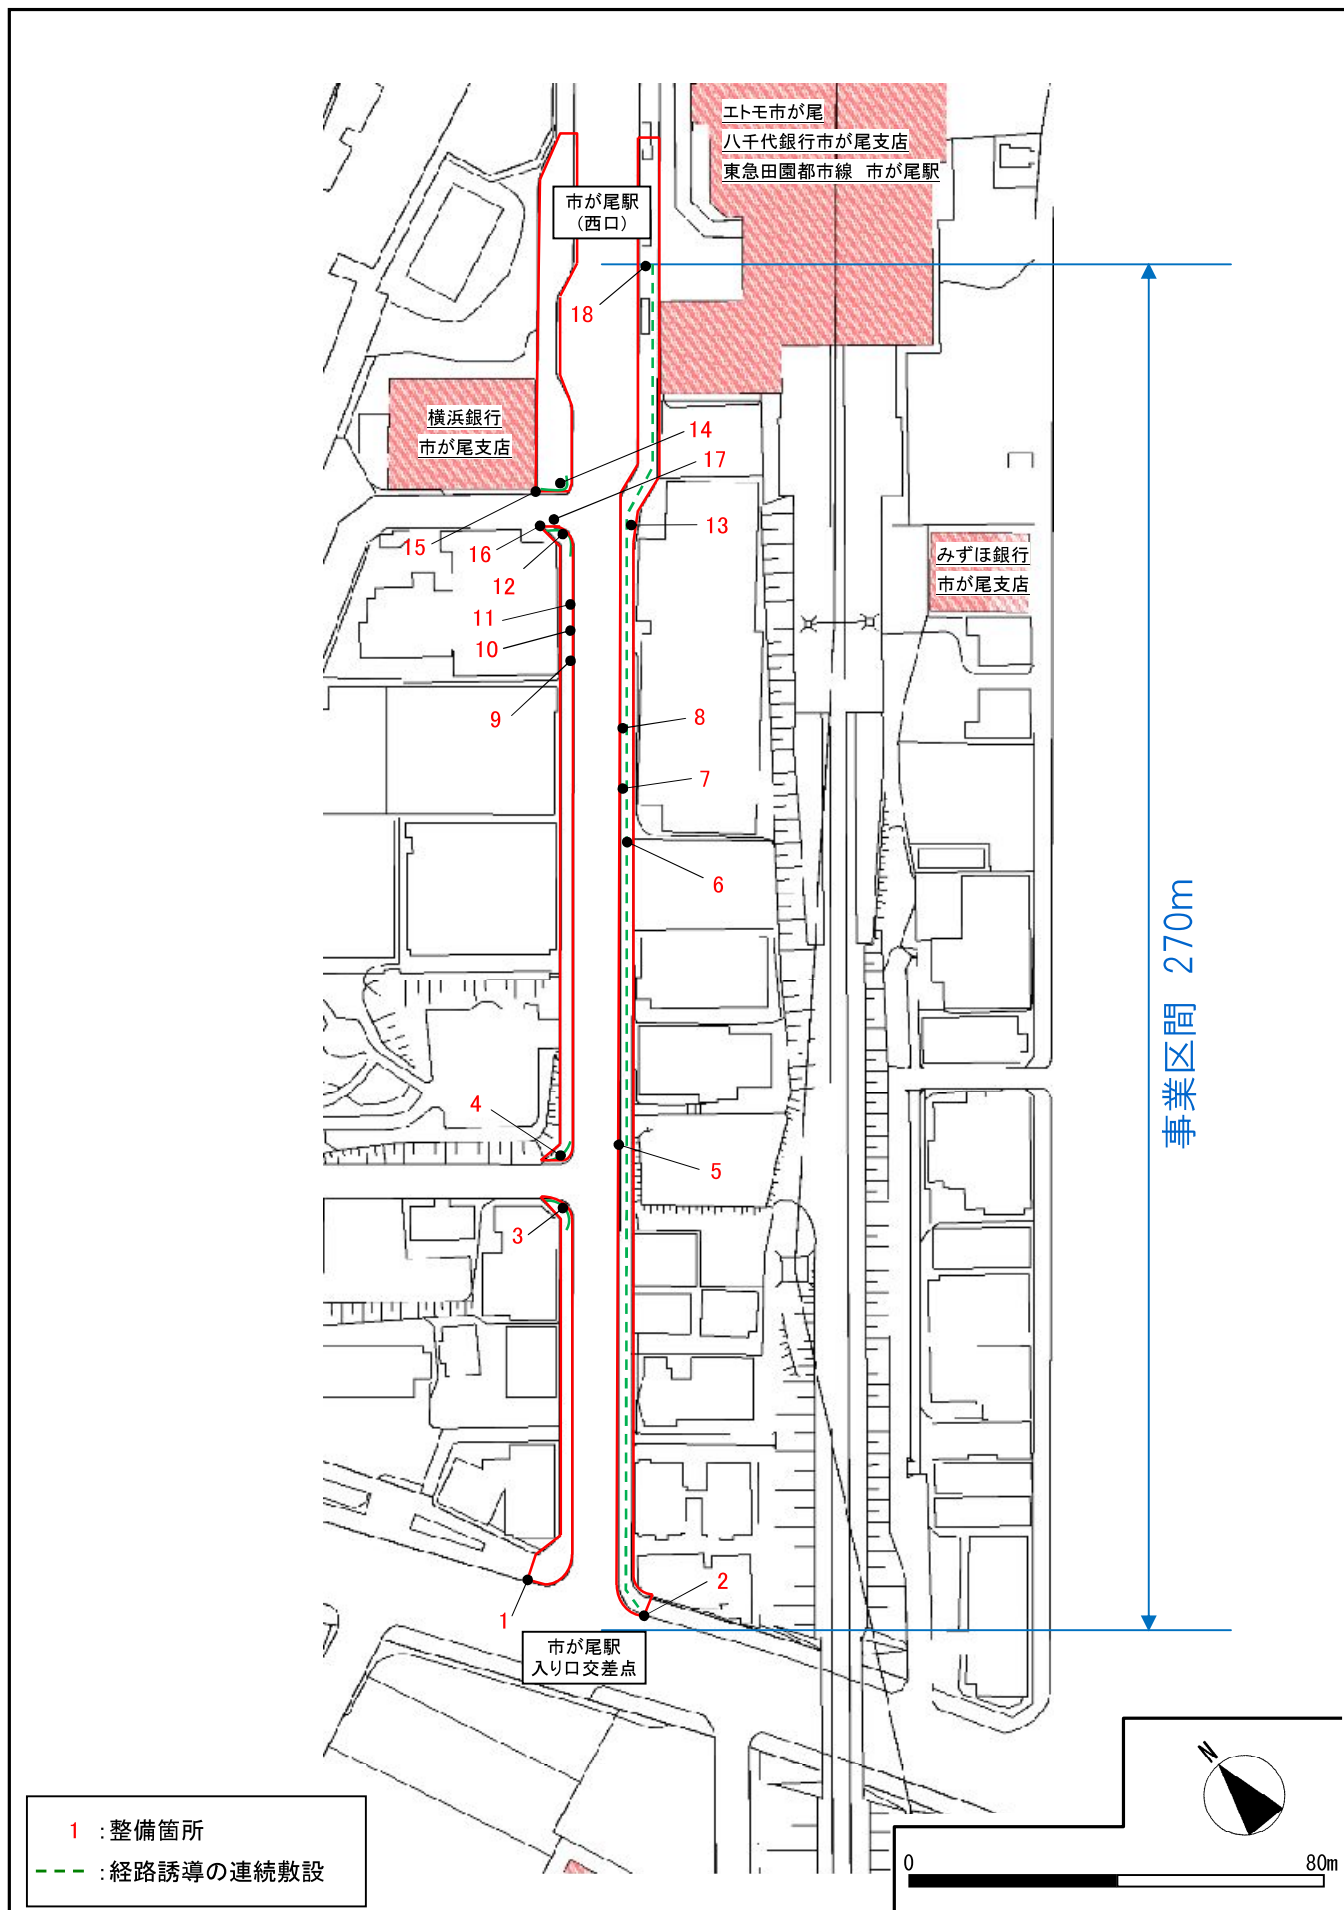 エトモ市が尾
八千代銀行市が尾支店
東急田園都市線　市が尾駅
市が尾駅
（西口）
18
横浜銀行
市が尾支店
14
17
13
15
16
12
みずほ銀行
市が尾支店
11
10
9
8
7
6
事業区間 270m
4
5
3
2
1
市が尾駅
入り口交差点
N
1 ：整備箇所
：経路誘導の連続敷設
0
80m